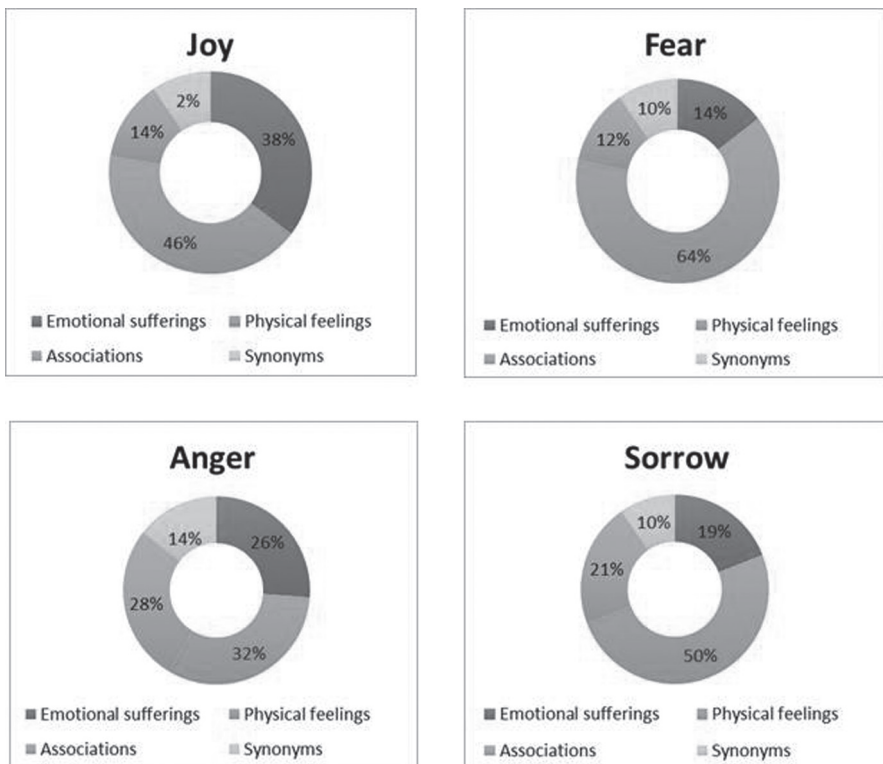 Joy
2%
38%
14%
46%
Emotional sufferings Physical feelings
Associations Synonyms
Fear
10%
14%
12%
64%
Emotional sufferings Physical feelings
Associations Synonyms
Anger
14%
26%
28%
32%
Emotional sufferings Physical feelings
Associations Synonyms
Sorrow
10%
19%
21%
50%
Emotional sufferings Physical feelings
Associations Synonyms